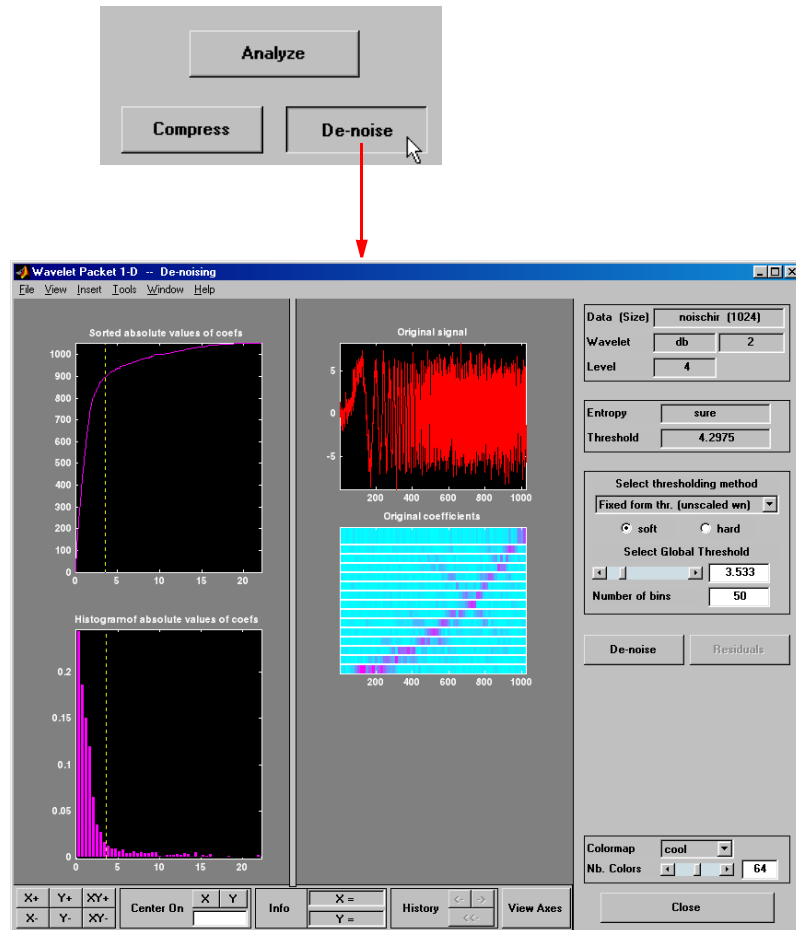 Analyze
Compress De-noise
Wavelet Packet 1-D -- De-noising
File View Insert Tools Window Help
Sorted absolute values of coefs
1000
900
800
700
600
500
400
300
200
100
0
0 5 10 15 20
Histogramof absolute values of coefs
0.2
0.15
0.1
0.05
0
0 5 10 15 20
Original signal
5
0
-5
200 400 600 800 1000
Original coefficients
200 400 600 800 1000
Data (Size) noischir (1024)
Wavelet db 2
Level 4
Entropy sure
Threshold 4.2975
Select thresholding method
Fixed form thr. (unscaled wn)
soft hard
Select Global Threshold
3.533
Number of bins 50
De-noise Residuals
Colormap cool
Nb. Colors 64
Close
X+ Y+ XY+
X- Y- XY-
Center On X Y
Info X =
Y =
History <- ->
<<-
View Axes